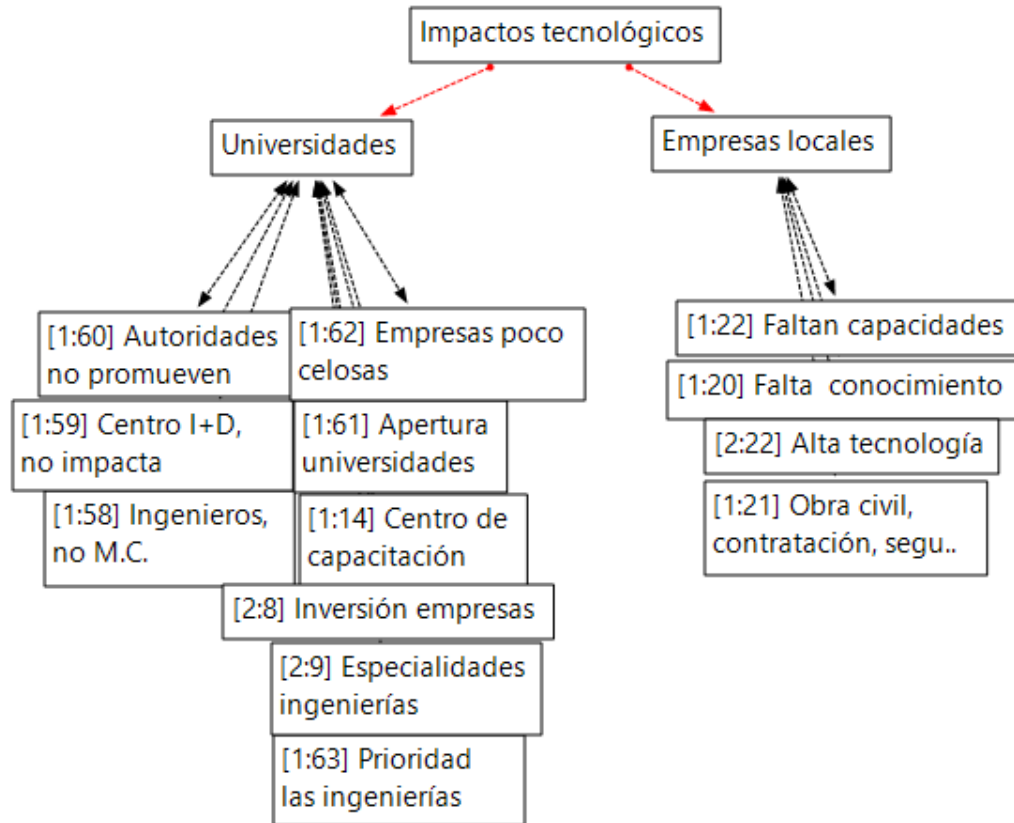 Impactos tecnológicos
Universidades
Empresas locales
[1:60] Autoridades
no promueven
[1:62] Empresas poco
celosas
[1:59] Centro I+D,
no impacta
[1:61] Apertura
universidades
[1:58] Ingenieros,
no M.C.
[1:14] Centro de
capacitación
[2:8] Inversión empresas
[2:9] Especialidades
ingenierías
[1:63] Prioridad
las ingenierías
[1:22] Faltan capacidades
[1:20] Falta  conocimiento
[2:22] Alta tecnología
[1:21] Obra civil,
contratación, segu..